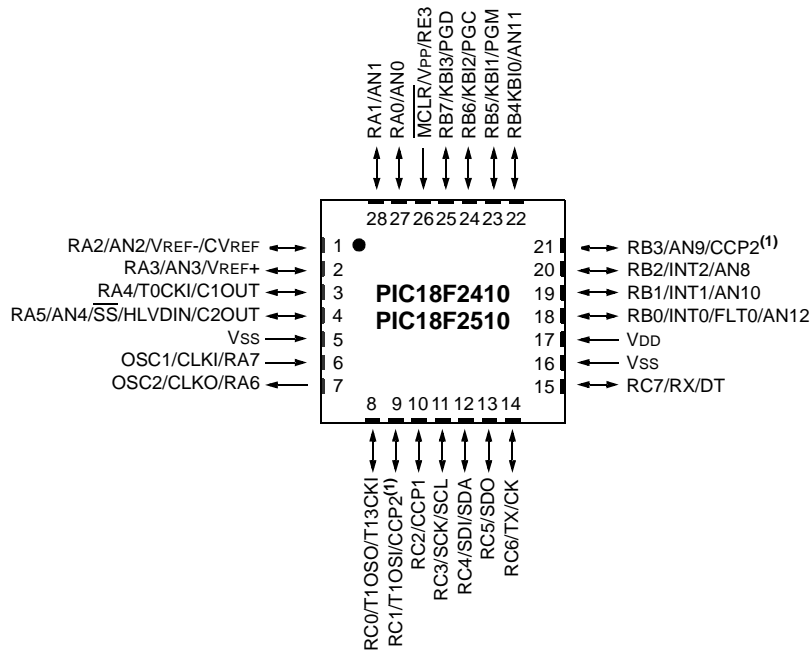 RA1/AN1
RA0/AN0
MCLR/VPP/RE3
RB7/KBI3/PGD
RB6/KBI2/PGC
RB5/KBI1/PGM
RB4KBI0/AN11
28 27 26 25 24 23 22
RA2/AN2/VREF-/CVREF 1
RA3/AN3/VREF+ 2
RA4/T0CKI/C1OUT 3
RA5/AN4/SS/HLVDIN/C2OUT 4
VSS 5
OSC1/CLKI/RA7 6
OSC2/CLKO/RA6 7
PIC18F2410
PIC18F2510
21 RB3/AN9/CCP2(1)
20 RB2/INT2/AN8
19 RB1/INT1/AN10
18 RB0/INT0/FLT0/AN12
17 VDD
16 VSS
15 RC7/RX/DT
8 9 10 11 12 13 14
RC0/T1OSO/T13CKI
RC1/T1OSI/CCP2(1)
RC2/CCP1
RC3/SCK/SCL
RC4/SDI/SDA
RC5/SDO
RC6/TX/CK